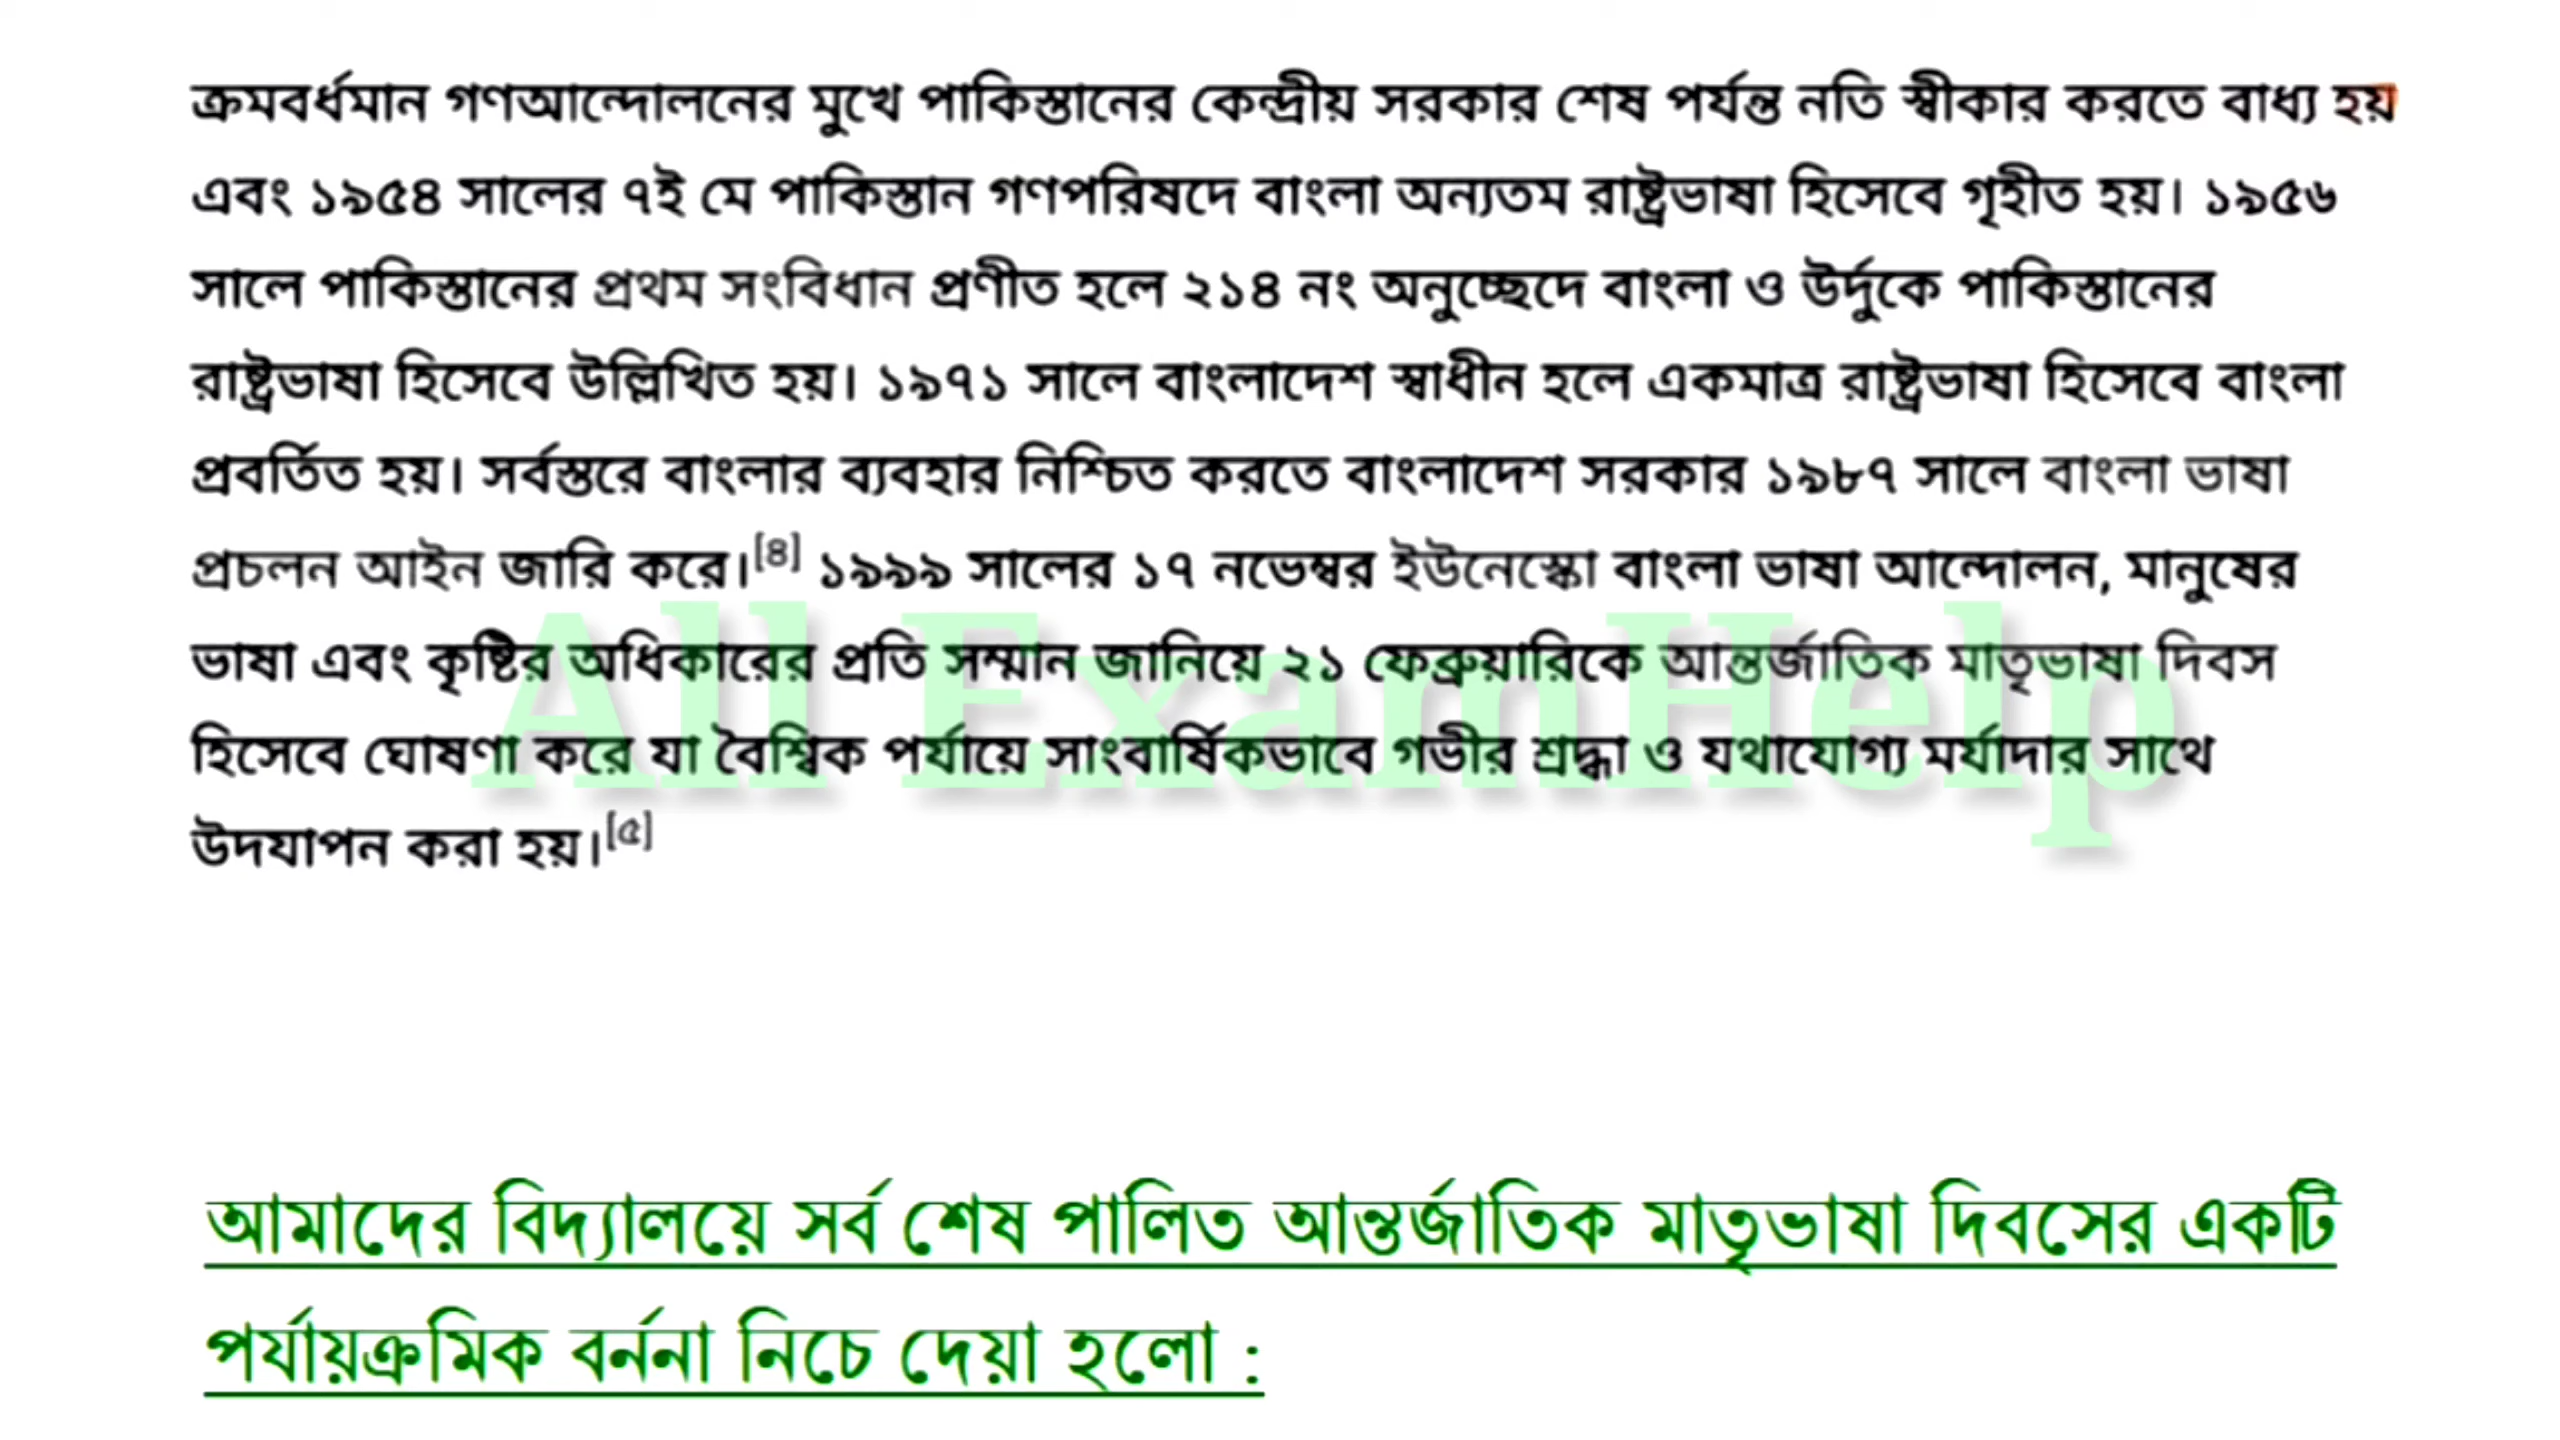 ক্রমবর্ধমান গণআন্দোলনের মুখে পাকিস্তানের কেন্দ্রীয় সরকার শেষ পর্যন্ত নতি স্বীকার করতে বাধ্য হয়
এবং ১৯৫৪ সালের ৭ই মে পাকিস্তান গণপরিষদে বাংলা অন্যতম রাষ্ট্রভাষা হিসেবে গৃহীত হয়। ১৯৫৬
সালে পাকিস্তানের প্রথম সংবিধান প্রণীত হলে ২১৪ নং অনুচ্ছেদে বাংলা ও উর্দুকে পাকিস্তানের
রাষ্ট্রভাষা হিসেবে উল্লিখিত হয়। ১৯৭১ সালে বাংলাদেশ স্বাধীন হলে একমাত্র রাষ্ট্রভাষা হিসেবে বাংলা
প্রবর্তিত হয়। সর্বস্তরে বাংলার ব্যবহার নিশ্চিত করতে বাংলাদেশ সরকার ১৯৮৭ সালে বাংলা ভাষা
প্রচলন আইন জারি করে।[৪] ১৯৯৯ সালের ১৭ নভেম্বর ইউনেস্কো বাংলা ভাষা আন্দোলন, মানুষের
ভাষা এবং কৃষ্টির অধিকারের প্রতি সম্মান জানিয়ে ২১ ফেব্রুয়ারিকে আন্তর্জাতিক মাতৃভাষা দিবস
হিসেবে ঘোষণা করে যা বৈশ্বিক পর্যায়ে সাংবার্ষিকভাবে গভীর শ্রদ্ধা ও যথাযোগ্য মর্যাদার সাথে
উদযাপন করা হয়।[৫]
All ExamHelp
আমাদের বিদ্যালয়ে সর্ব শেষ পালিত আন্তর্জাতিক মাতৃভাষা দিবসের একটি
পর্যায়ক্রমিক বর্ননা নিচে দেয়া হলো :